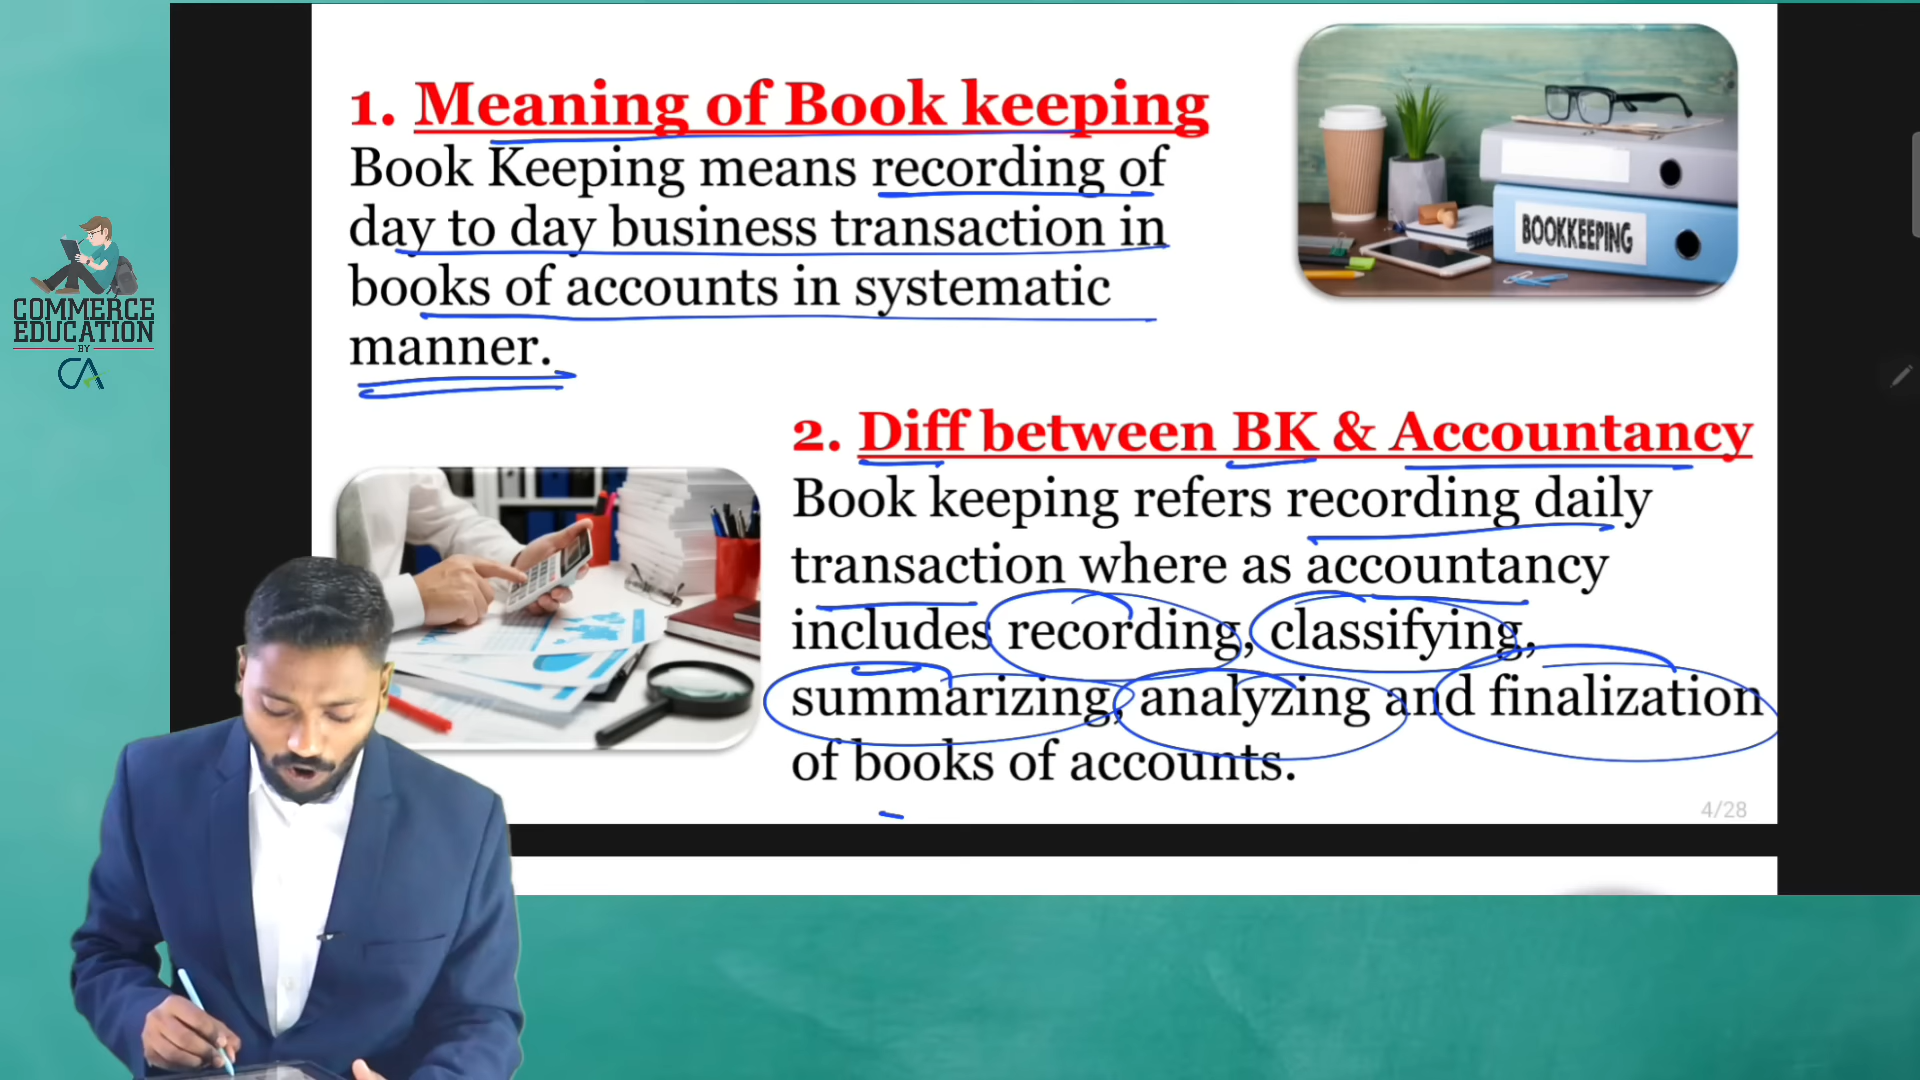 COMMERCE
EDUCATION
BY
CA
1. Meaning of Book keeping
Book Keeping means recording of
day to day business transaction in
books of accounts in systematic
manner.
BOOKKEEPING
2. Diff between BK & Accountancy
Book keeping refers recording daily
transaction where as accountancy
includes recording, classifying,
summarizing, analyzing and finalization
of books of accounts.
4/28